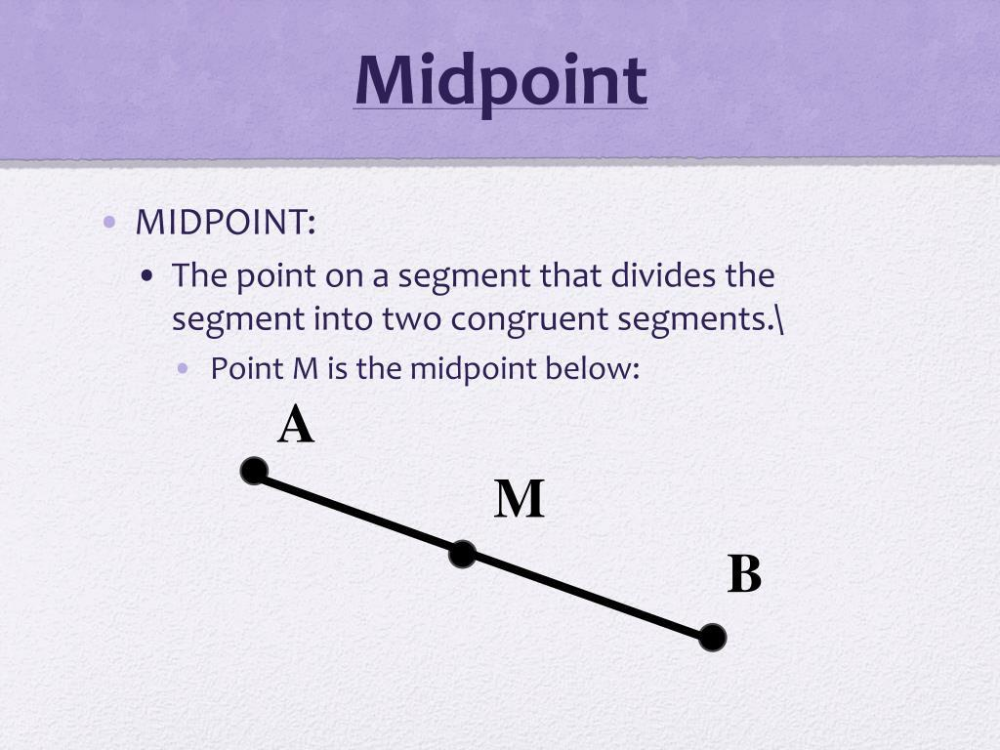 Midpoint
• MIDPOINT:
• The point on a segment that divides the
segment into two congruent segments.\
• Point M is the midpoint below:
A
M
B